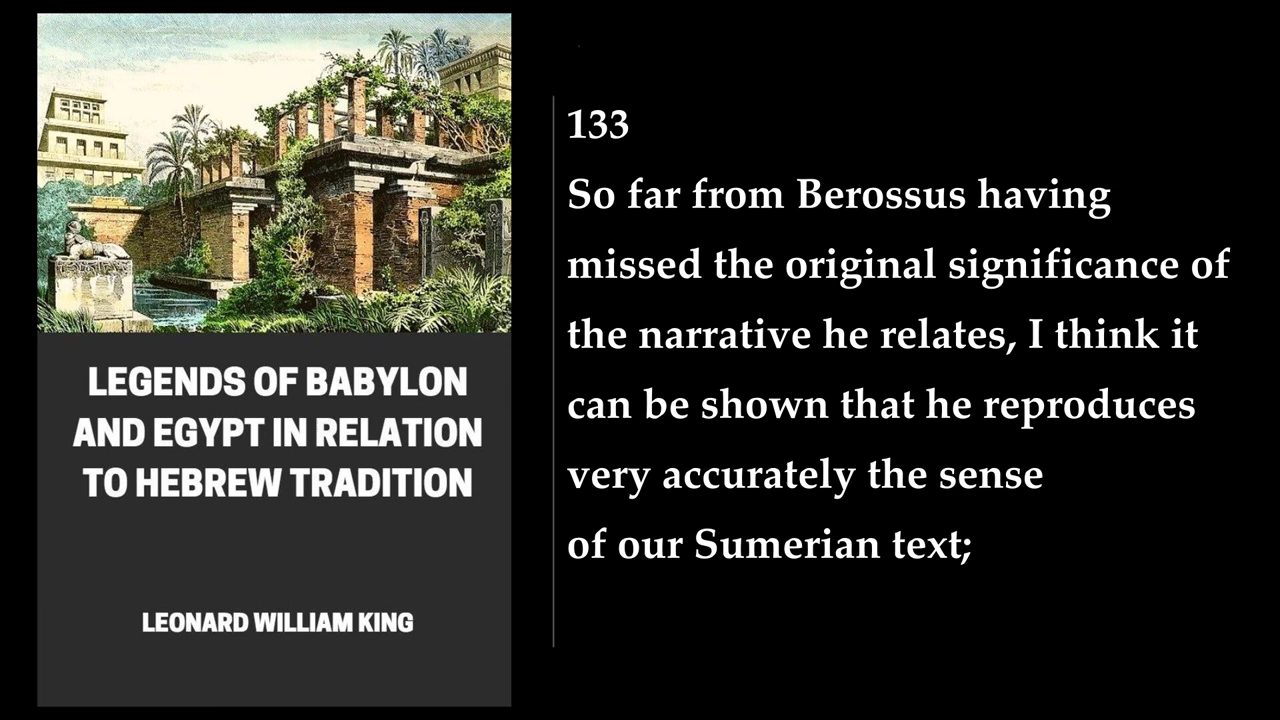 LEGENDS OF BABYLON
AND EGYPT IN RELATION
TO HEBREW TRADITION
LEONARD WILLIAM KING
133
So far from Berossus having
missed the original significance of
the narrative he relates, I think it
can be shown that he reproduces
very accurately the sense
of our Sumerian text;